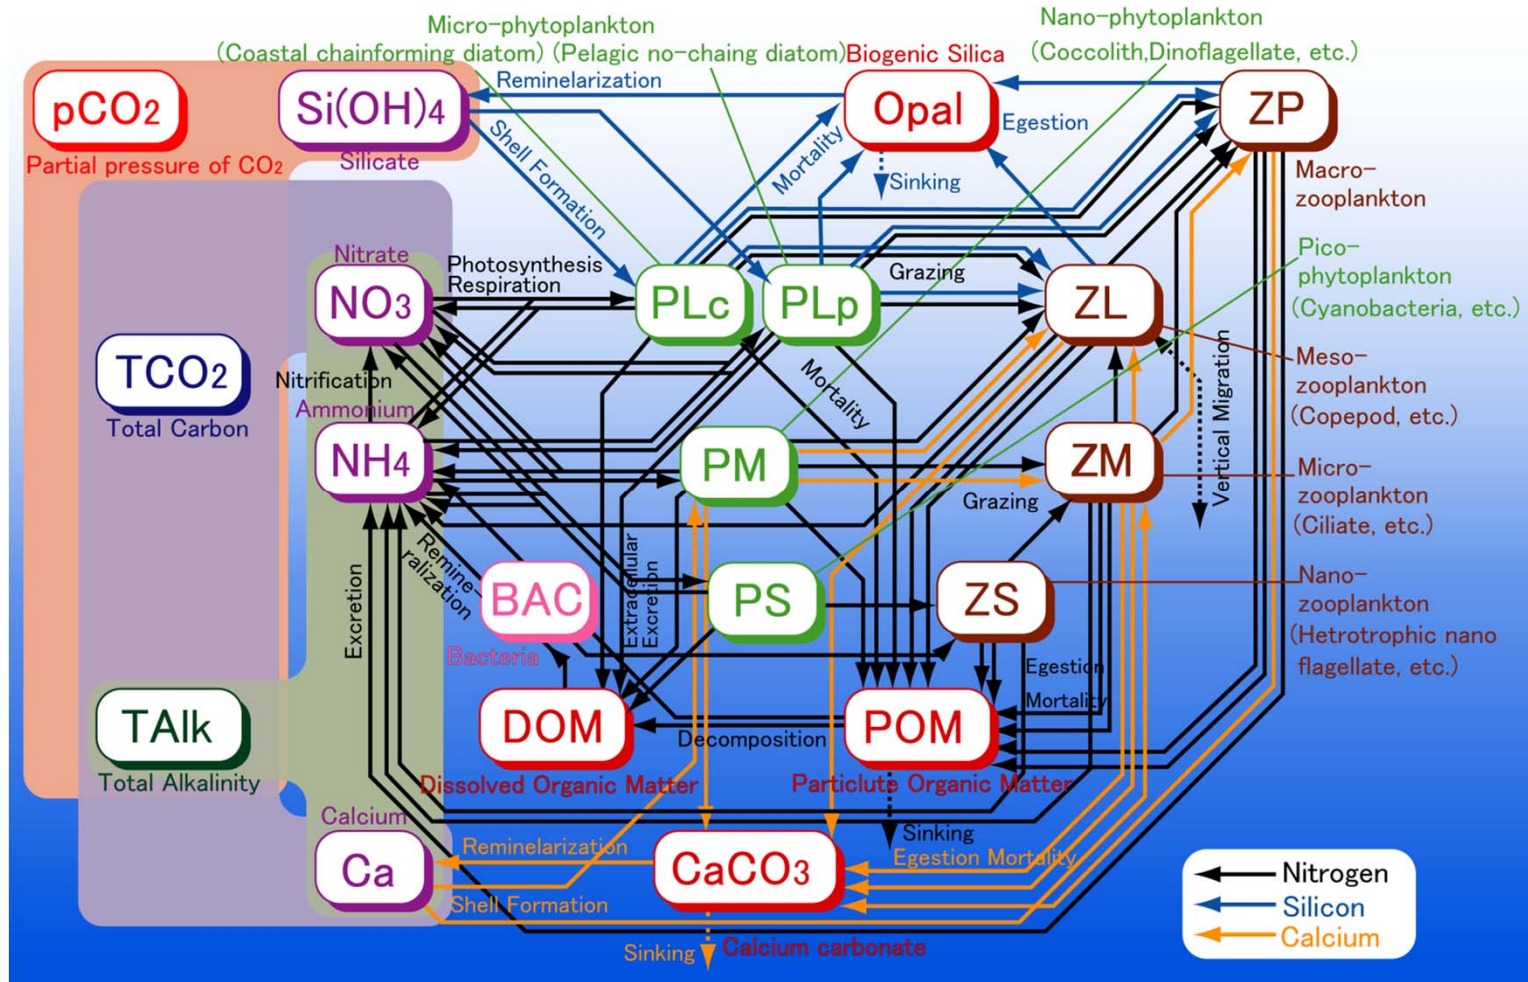 Micro-phytoplankton
(Coastal chainforming diatom) (Pelagic no-chaing diatom)
Nano-phytoplankton
(Coccolith,Dinoflagellate, etc.)
Biogenic Silica
pCO2
Partial pressure of CO2
Si(OH)4
Silicate
Reminelarization
Opal
ZP
Egestion
Shell Formation
Mortality
Sinking
Macro-
zooplankton
Pico-
phytoplankton
(Cyanobacteria, etc.)
Nitrate
NO3
Photosynthesis
Respiration
PLc
PLp
Grazing
ZL
Meso-
zooplankton
(Copepod, etc.)
Vertical Migration
TCO2
Total Carbon
Nitrification
Ammonium
NH4
Mortality
PM
ZM
Grazing
Micro-
zooplankton
(Ciliate, etc.)
Remine-
ralization
Excretion
BAC
Bacteria
Extracellular
Excretion
PS
ZS
Nano-
zooplankton
(Hetrotrophic nano
flagellate, etc.)
Egestion
Mortality
TAlk
Total Alkalinity
DOM
Dissolved Organic Matter
Decomposition
POM
Particlute Organic Matter
Sinking
Calcium
Ca
Reminelarization
Shell Formation
CaCO3
Calcium carbonate
Egestion Mortality
Sinking
Nitrogen
Silicon
Calcium